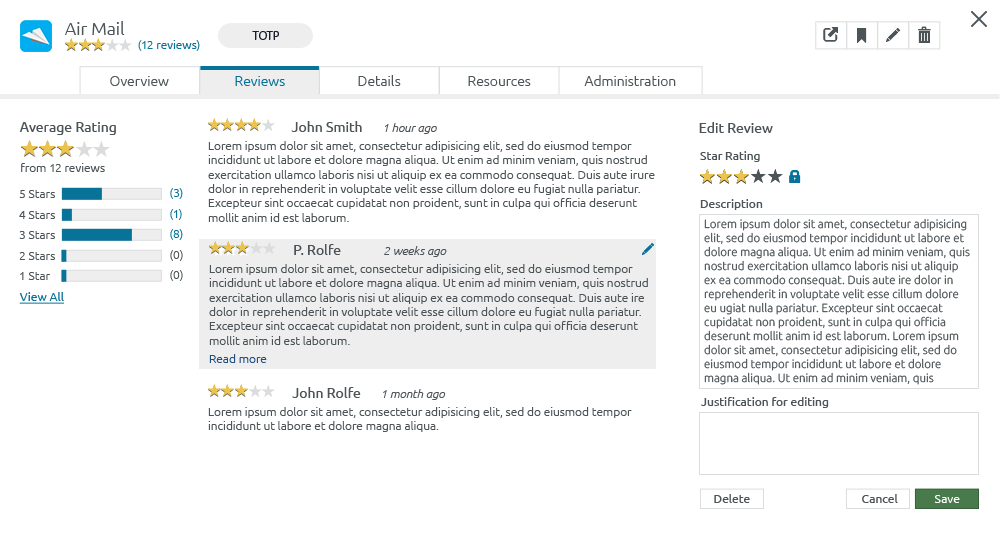 Air Mail
(12 reviews)
TOTP
Overview
Reviews
Details
Resources
Administration
Average Rating
from 12 reviews
5 Stars (3)
4 Stars (1)
3 Stars (8)
2 Stars (0)
1 Star (0)
View All
John Smith 1 hour ago
Lorem ipsum dolor sit amet, consectetur adipisicing elit, sed do eiusmod tempor
incididunt ut labore et dolore magna aliqua. Ut enim ad minim veniam, quis nostrud
exercitation ullamco laboris nisi ut aliquip ex ea commodo consequat. Duis aute irure
dolor in reprehenderit in voluptate velit esse cillum dolore eu fugiat nulla pariatur.
Excepteur sint occaecat cupidatat non proident, sunt in culpa qui officia deserunt
mollit anim id est laborum.
P. Rolfe 2 weeks ago
Lorem ipsum dolor sit amet, consectetur adipisicing elit, sed do eiusmod tempor
incididunt ut labore et dolore magna aliqua. Ut enim ad minim veniam, quis nostrud
exercitation ullamco laboris nisi ut aliquip ex ea commodo consequat. Duis aute ire
dolor in reprehenderit in voluptate velit esse cillum dolore eu fugiat nulla pariatur.
Excepteur sint occaecat cupidatat non proident, sunt in culpa qui officia deserunt
mollit anim id est laborum.
Read more
John Rolfe 1 month ago
Lorem ipsum dolor sit amet, consectetur adipisicing elit, sed do eiusmod tempor
incididunt ut labore et dolore magna aliqua.
Edit Review
Star Rating
Description
Lorem ipsum dolor sit amet, consectetur adipisicing
elit, sed do eiusmod tempor incididunt ut labore et
dolore magna aliqua. Ut enim ad minim veniam, quis
nostrud exercitation ullamco laboris nisi ut aliquip
ex ea commodo consequat. Duis aute ire dolor in
reprehenderit in voluptate velit esse cillum dolore
eu ugiat nulla pariatur. Excepteur sint occaecat
cupidatat non proident, sunt in culpa qui officia
deserunt mollit anim id est laborum. Lorem ipsum
dolor sit amet, consectetur adipisicing elit, sed do
eiusmod tempor incididunt ut labore et dolore
magna aliqua. Ut enim ad minim veniam, quis
Justification for editing
Delete
Cancel
Save